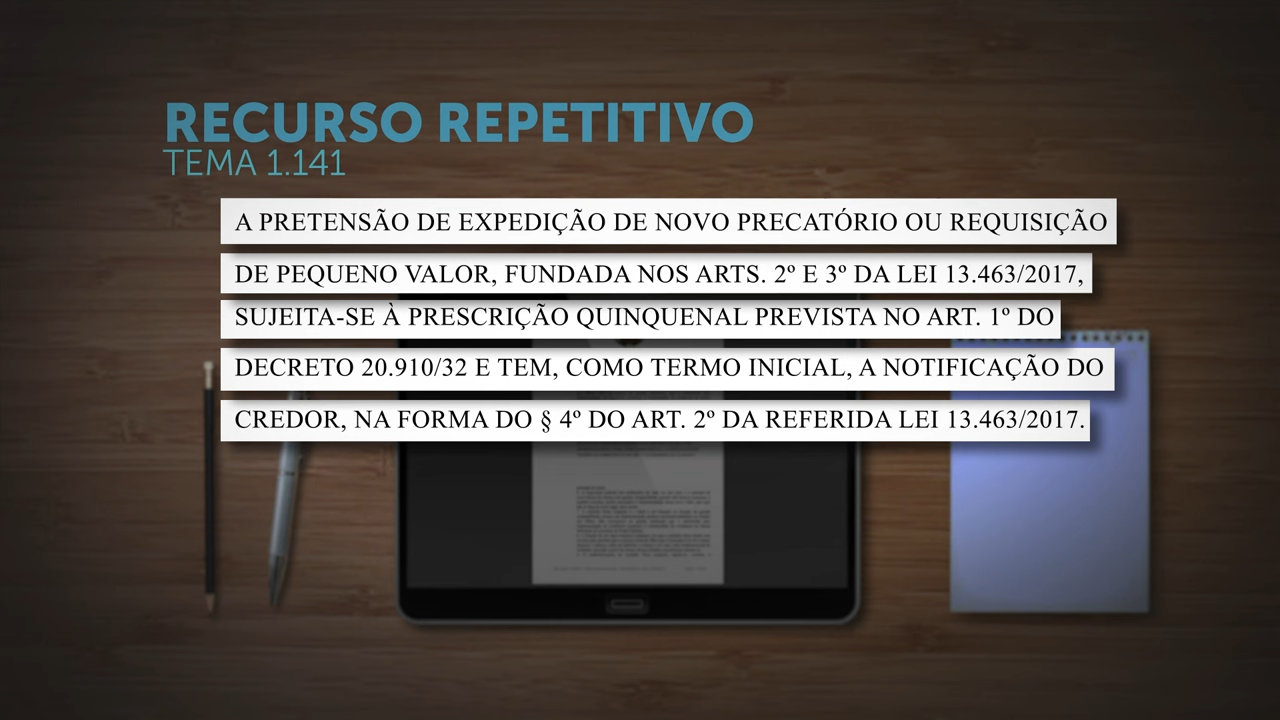 RECURSO REPETITIVO
TEMA 1.141
A PRETENSÃO DE EXPEDIÇÃO DE NOVO PRECATÓRIO OU REQUISIÇÃO
DE PEQUENO VALOR, FUNDADA NOS ARTS. 2º E 3º DA LEI 13.463/2017,
SUJEITA-SE À PRESCRIÇÃO QUINQUENAL PREVISTA NO ART. 1º DO
DECRETO 20.910/32 E TEM, COMO TERMO INICIAL, A NOTIFICAÇÃO DO
CREDOR, NA FORMA DO § 4º DO ART. 2º DA REFERIDA LEI 13.463/2017.